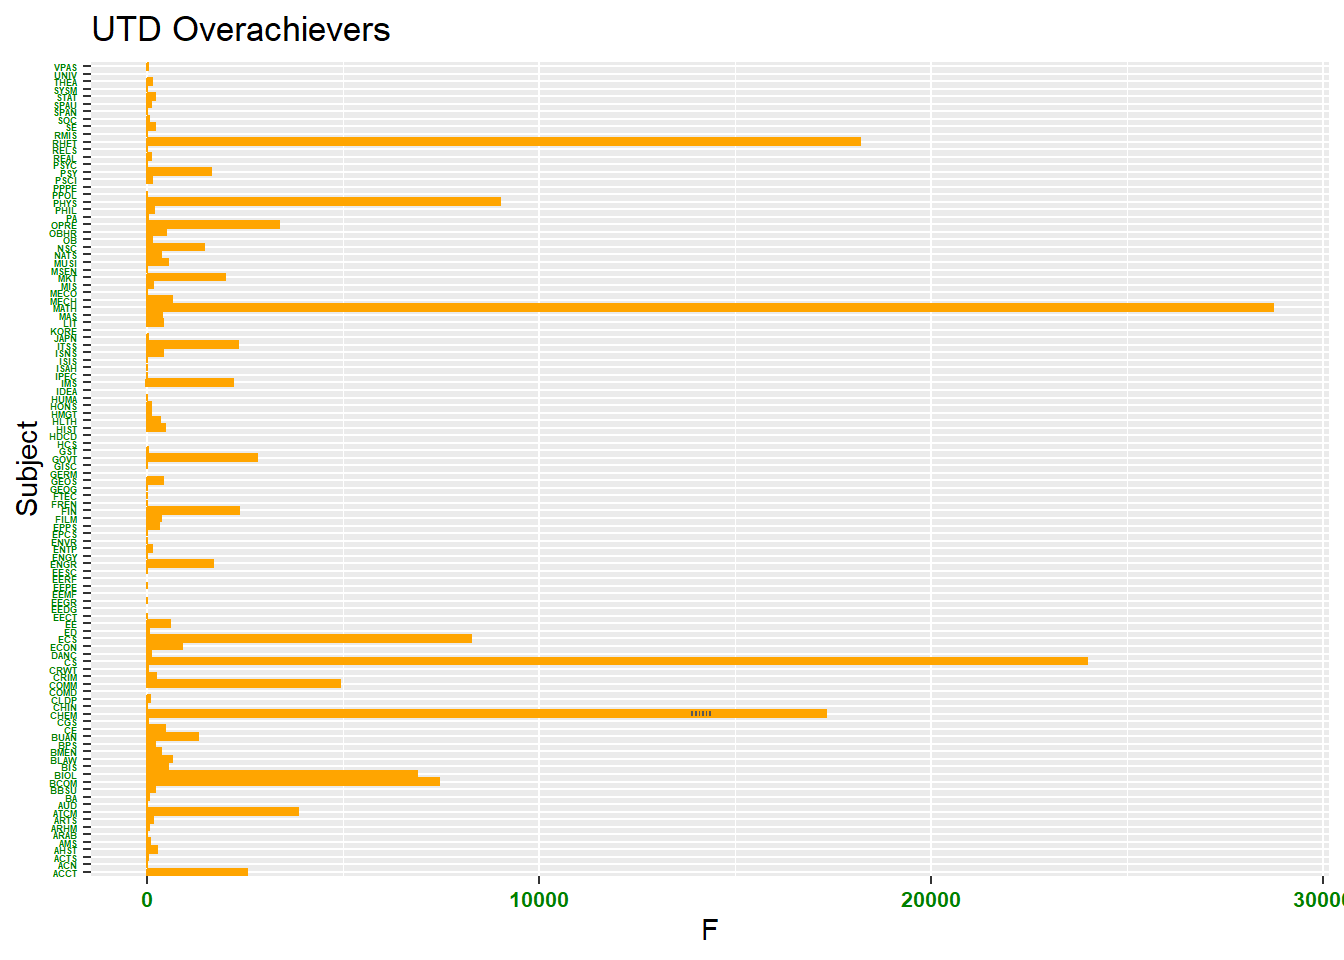 UTD Overachievers
VPAS
UNIV
THEA
SYSM
STAT
SPAU
SPAN
SOC
SE
RMIS
RHET
RELS
REAL
PSYC
PSY
PSCI
PPPE
PPOL
PHYS
PHIL
PA
OPRE
OBHR
OB
NSC
NATS
MUSI
MSEN
MKT
MIS
MECO
MECH
MATH
MAS
LIT
KORE
JAPN
ITSS
ISNS
ISIS
ISAH
IPEC
IMS
IDEA
HUMA
HONS
HMGT
HLTH
HIST
HDCD
HCS
GST
GOVT
GISC
GERM
GEOS
GEOG
FTEC
FREN
FIN
FILM
EPPS
EPCS
ENVR
ENTP
ENGY
ENGR
EESC
EERF
EEPE
EEMF
EEGR
EEDG
EECT
EE
ED
ECS
ECON
DANC
CS
CRWT
CRIM
COMM
COMD
CLDP
CHIN
CHEM
CGS
CE
BUAN
BPS
BMEN
BLAW
BIS
BIOL
BCOM
BBSU
BA
AUD
ATCM
ARTS
ARHM
ARAB
AMS
AHST
ACTS
ACN
ACCT
Subject
0 10000 20000 3000
F